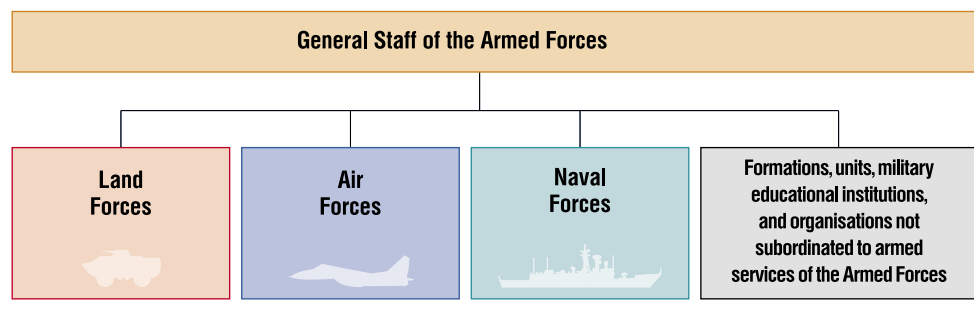 General Staff of the Armed Forces
Land
Forces
Air
Forces
Naval
Forces
Formations, units, military
educational institutions,
and organisations not
subordinated to armed
services of the Armed Forces